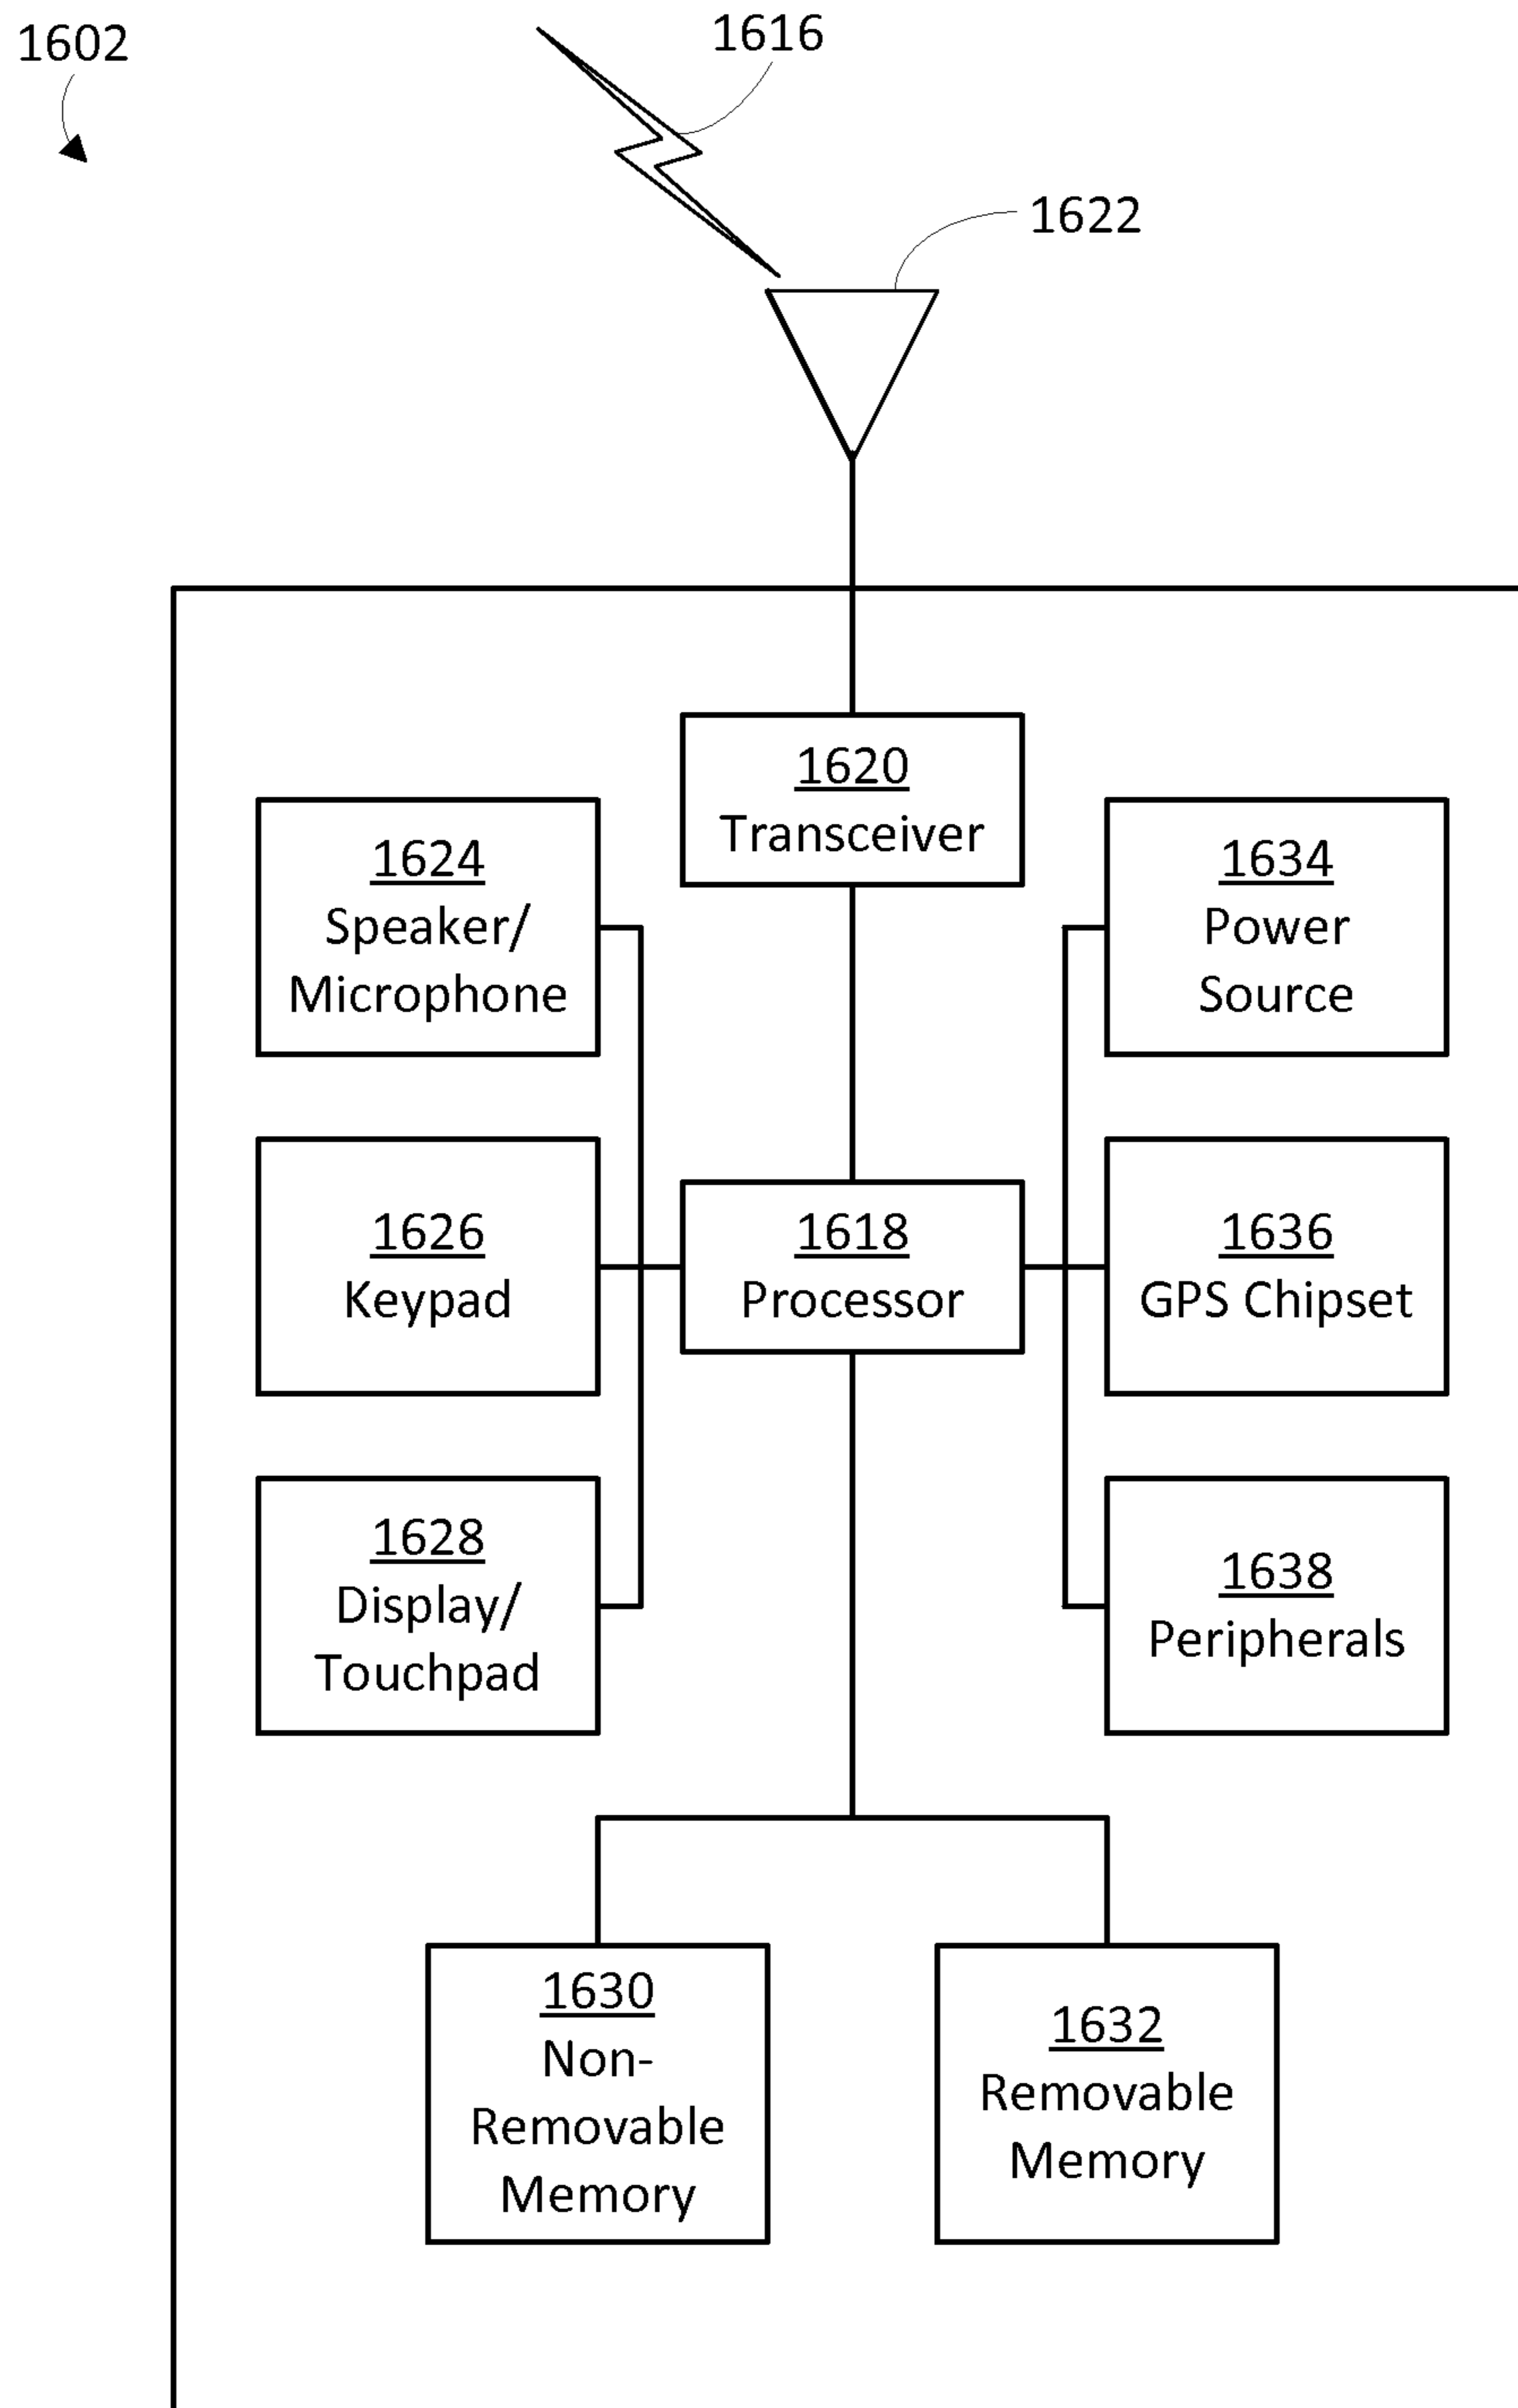 1602
1616
1622
1620
Transceiver
1624
Speaker/
Microphone
1634
Power
Source
1626
Keypad
1618
Processor
1636
GPS Chipset
1628
Display/
Touchpad
1638
Peripherals
1630
Non-
Removable
Memory
1632
Removable
Memory